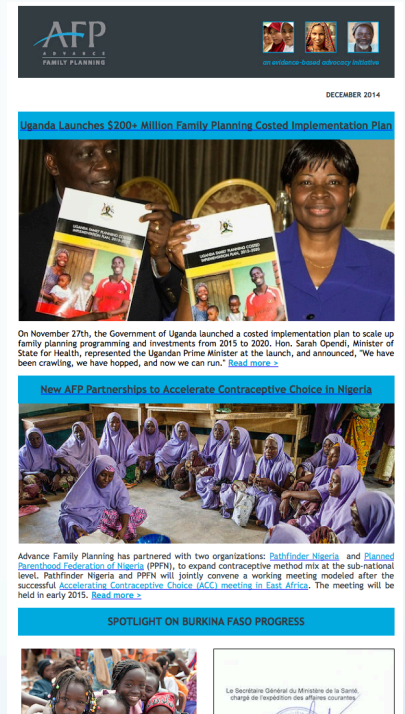 AFP
ADVANCE
FAMILY PLANNING
an evidence-based advocacy initiative
DECEMBER 2014
Uganda Launches $200+ Million Family Planning Costed Implementation Plan
UGANDA FAMILY PLANNING COSTED
IMPLEMENTATION PLAN, 2015-2020
UGANDA FAMILY PLANNING COSTED
IMPLEMENTATION PLAN, 2015-2020
On November 27th, the Government of Uganda launched a costed implementation plan to scale up
family planning programming and investments from 2015 to 2020. Hon. Sarah Opendi, Minister of
State for Health, represented the Ugandan Prime Minister at the launch, and announced, "We have
been crawling, we have hopped, and now we can run." Read more >
New AFP Partnerships to Accelerate Contraceptive Choice in Nigeria
Advance Family Planning has partnered with two organizations: Pathfinder Nigeria and Planned
Parenthood Federation of Nigeria (PPFN), to expand contraceptive method mix at the sub-national
level. Pathfinder Nigeria and PPFN will jointly convene a working meeting modeled after the
successful Accelerating Contraceptive Choice (ACC) meeting in East Africa. The meeting will be
held in early 2015. Read more >
SPOTLIGHT ON BURKINA FASO PROGRESS
Le Secrétaire Général du Ministère de la Santé,
chargé de l'expédition des affaires courantes